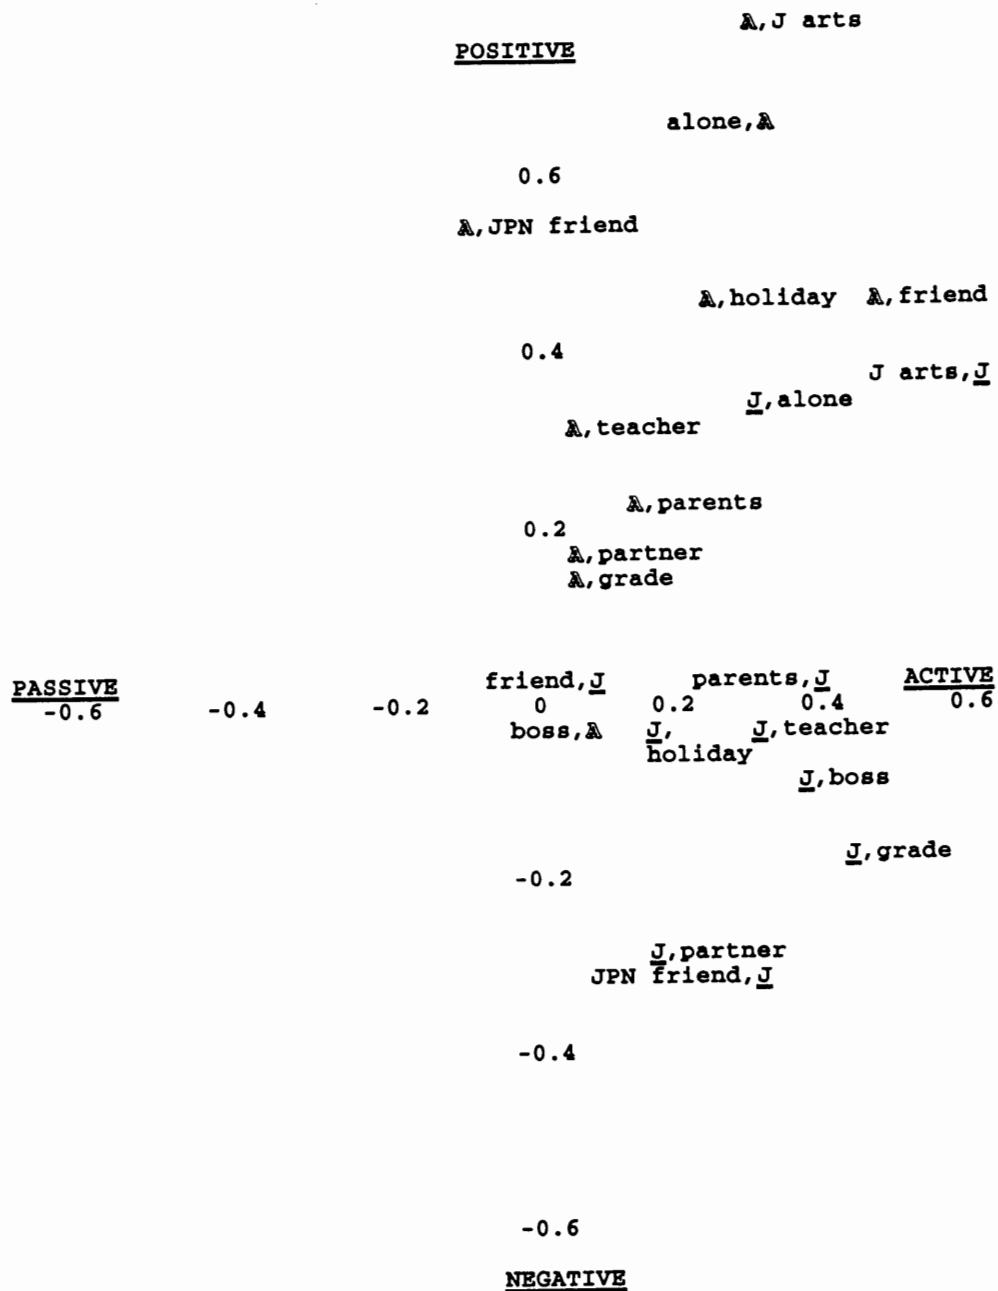 𝔸,J arts
POSITIVE
alone,𝔸
0.6
𝔸,JPN friend
𝔸,holiday 𝔸,friend
0.4
J arts,J
J,alone
𝔸,teacher
𝔸,parents
0.2
𝔸,partner
𝔸,grade
PASSIVE friend,J parents,J ACTIVE
-0.6 -0.4 -0.2 0 0.2 0.4 0.6
boss,𝔸 J, J,teacher
holiday
J,boss
J,grade
-0.2
J,partner
JPN friend,J
-0.4
-0.6
NEGATIVE